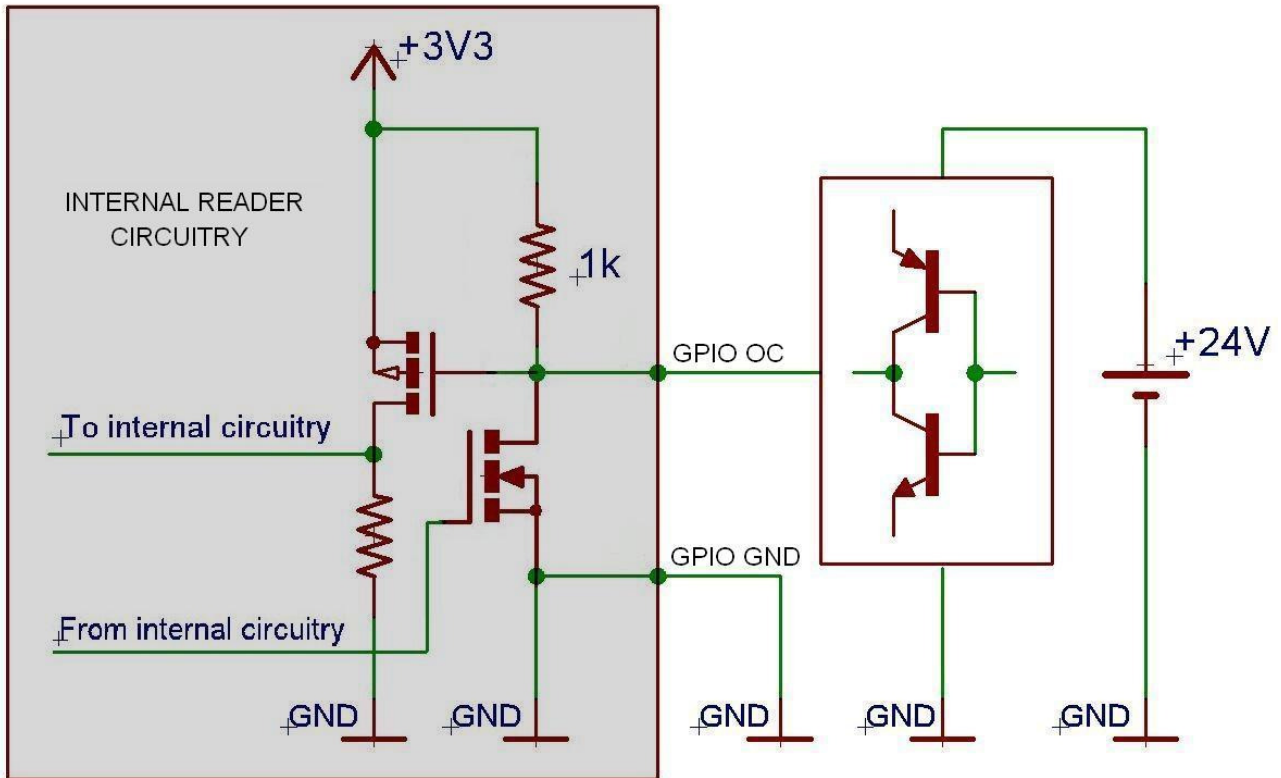 +3V3
INTERNAL READER
CIRCUITRY
1k
GPIO OC
+24V
To internal circuitry
GPIO GND
From internal circuitry
GND
GND
GND
GND
GND